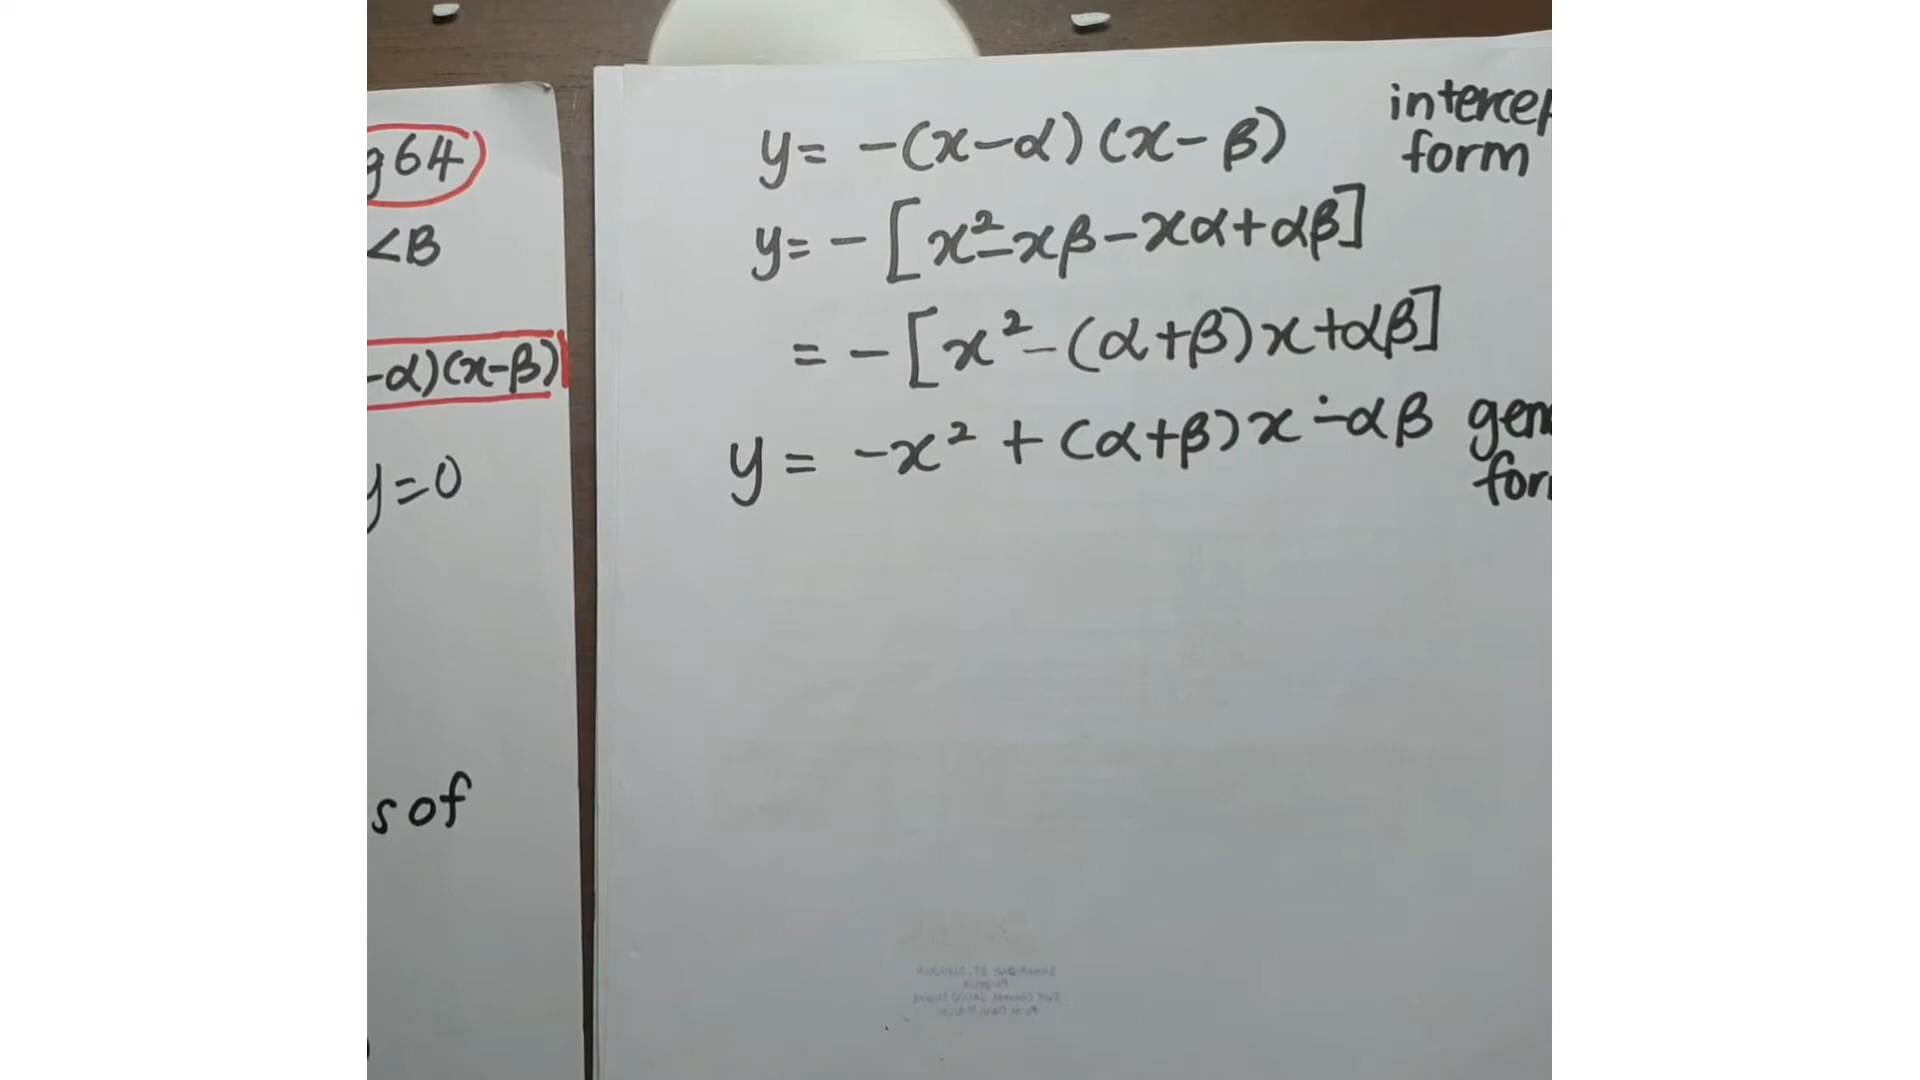 g64
<B
-α)(x-β)
y=0
s of
y= -(x-α)(x-β) intercep
form
y= - [x²-xβ-xα+αβ]
= - [x²-(α+β)x+αβ]
y = -x² + (α+β)x - αβ gen
for